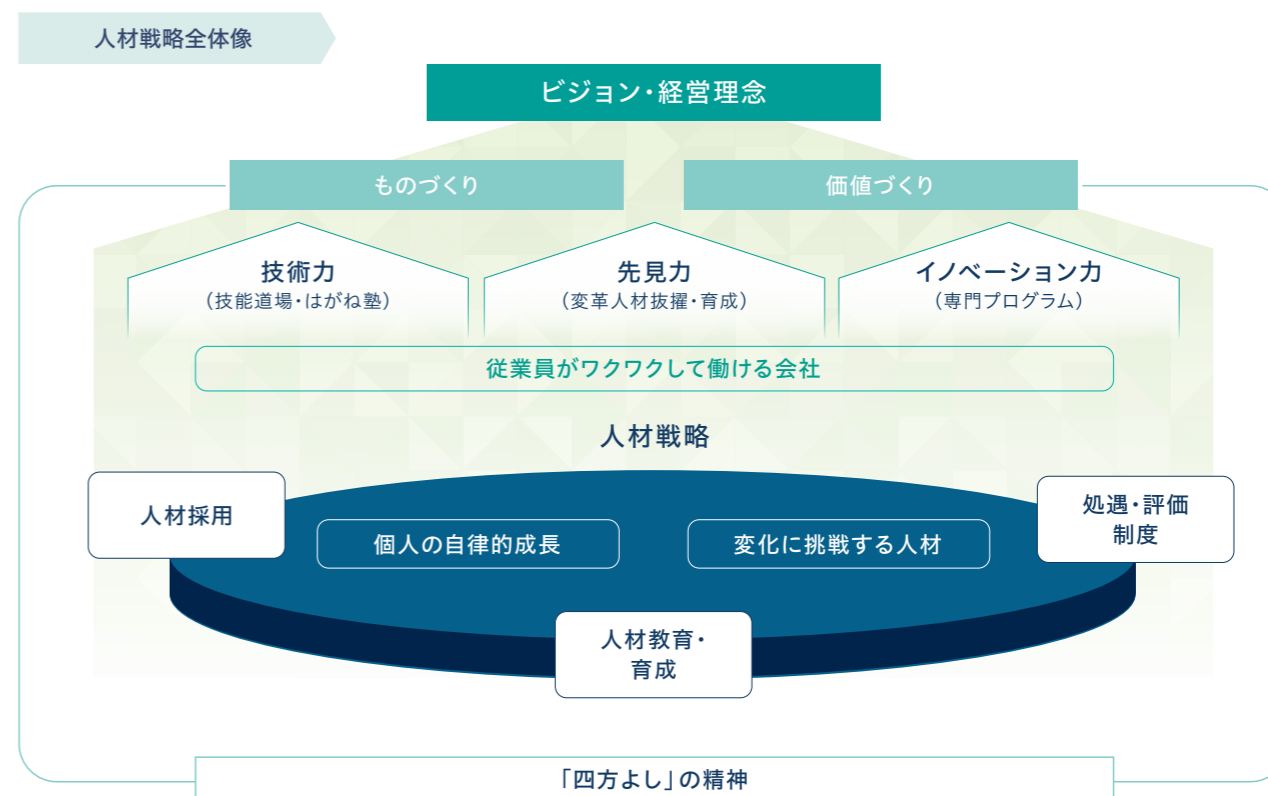 人材戦略全体像
ビジョン・経営理念
ものづくり
価値づくり
技術力
(技能道場・はがね塾)
先見力
(変革人材抜擢・育成)
イノベーション力
(専門プログラム)
従業員がワクワクして働ける会社
人材戦略
人材採用
個人の自律的成長
変化に挑戦する人材
処遇・評価
制度
人材教育・
育成
「四方よし」の精神